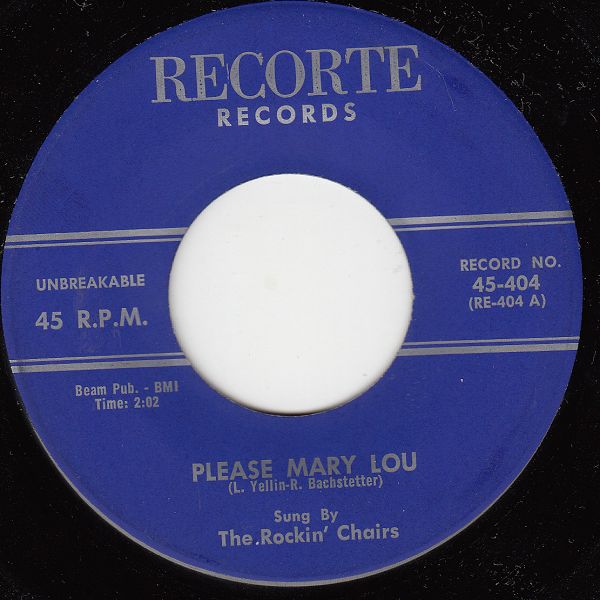 RECORTE
RECORDS
UNBREAKABLE
45 R.P.M.
RECORD NO.
45-404
(RE-404 A)
Beam Pub. - BMI
Time: 2:02
PLEASE MARY LOU
(L. Yellin-R. Bachstetter)
Sung By
The Rockin' Chairs